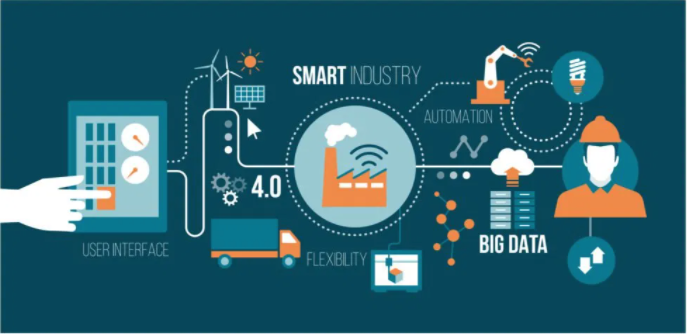 SMART INDUSTRY
AUTOMATION
4.0
USER INTERFACE
FLEXIBILITY
BIG DATA